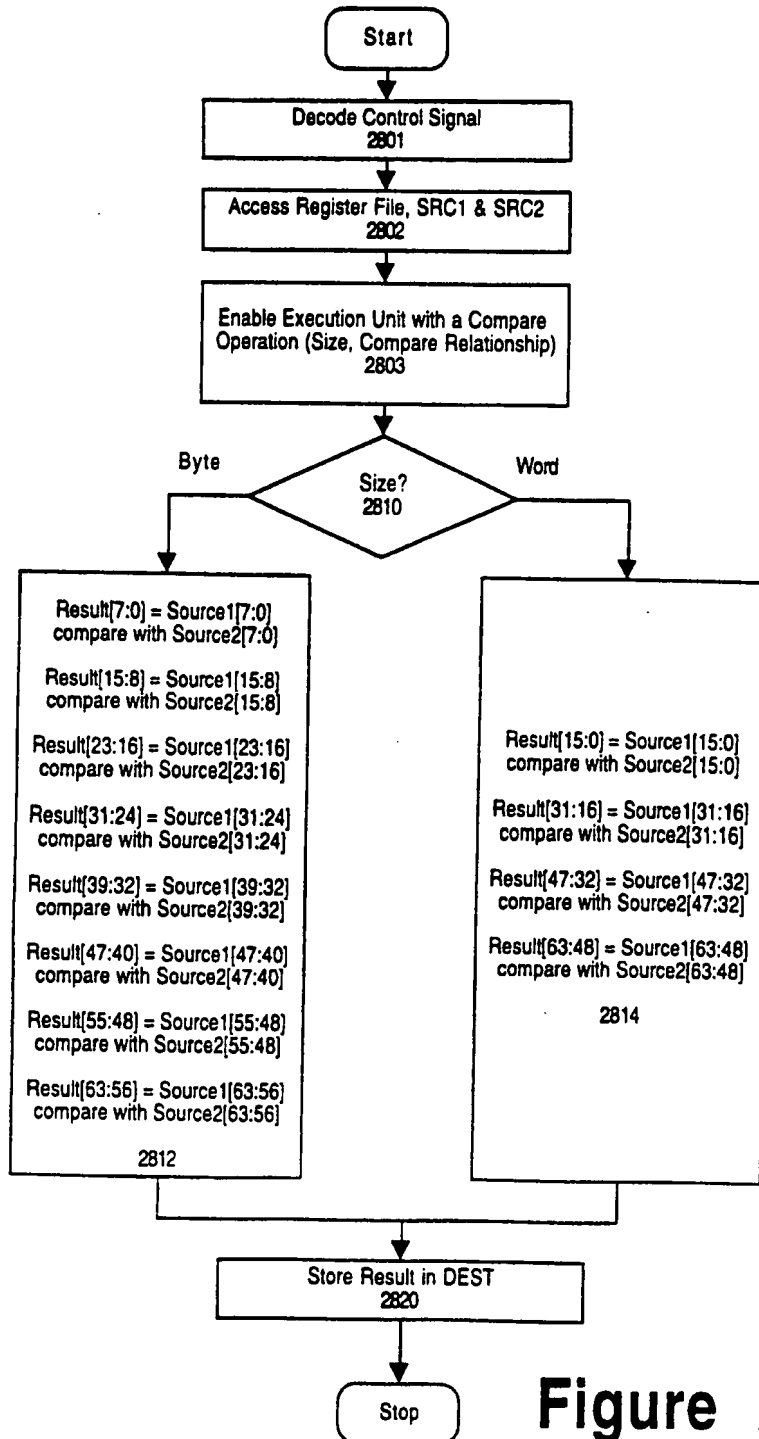 Start
Decode Control Signal
2801
Access Register File, SRC1 & SRC2
2802
Enable Execution Unit with a Compare
Operation (Size, Compare Relationship)
2803
Byte
Size?
2810
Word
Result[7:0] = Source1[7:0]
compare with Source2[7:0]
Result[15:8] = Source1[15:8]
compare with Source2[15:8]
Result[23:16] = Source1[23:16]
compare with Source2[23:16]
Result[31:24] = Source1[31:24]
compare with Source2[31:24]
Result[39:32] = Source1[39:32]
compare with Source2[39:32]
Result[47:40] = Source1[47:40]
compare with Source2[47:40]
Result[55:48] = Source1[55:48]
compare with Source2[55:48]
Result[63:56] = Source1[63:56]
compare with Source2[63:56]
2812
Result[15:0] = Source1[15:0]
compare with Source2[15:0]
Result[31:16] = Source1[31:16]
compare with Source2[31:16]
Result[47:32] = Source1[47:32]
compare with Source2[47:32]
Result[63:48] = Source1[63:48]
compare with Source2[63:48]
2814
Store Result in DEST
2820
Stop
Figure